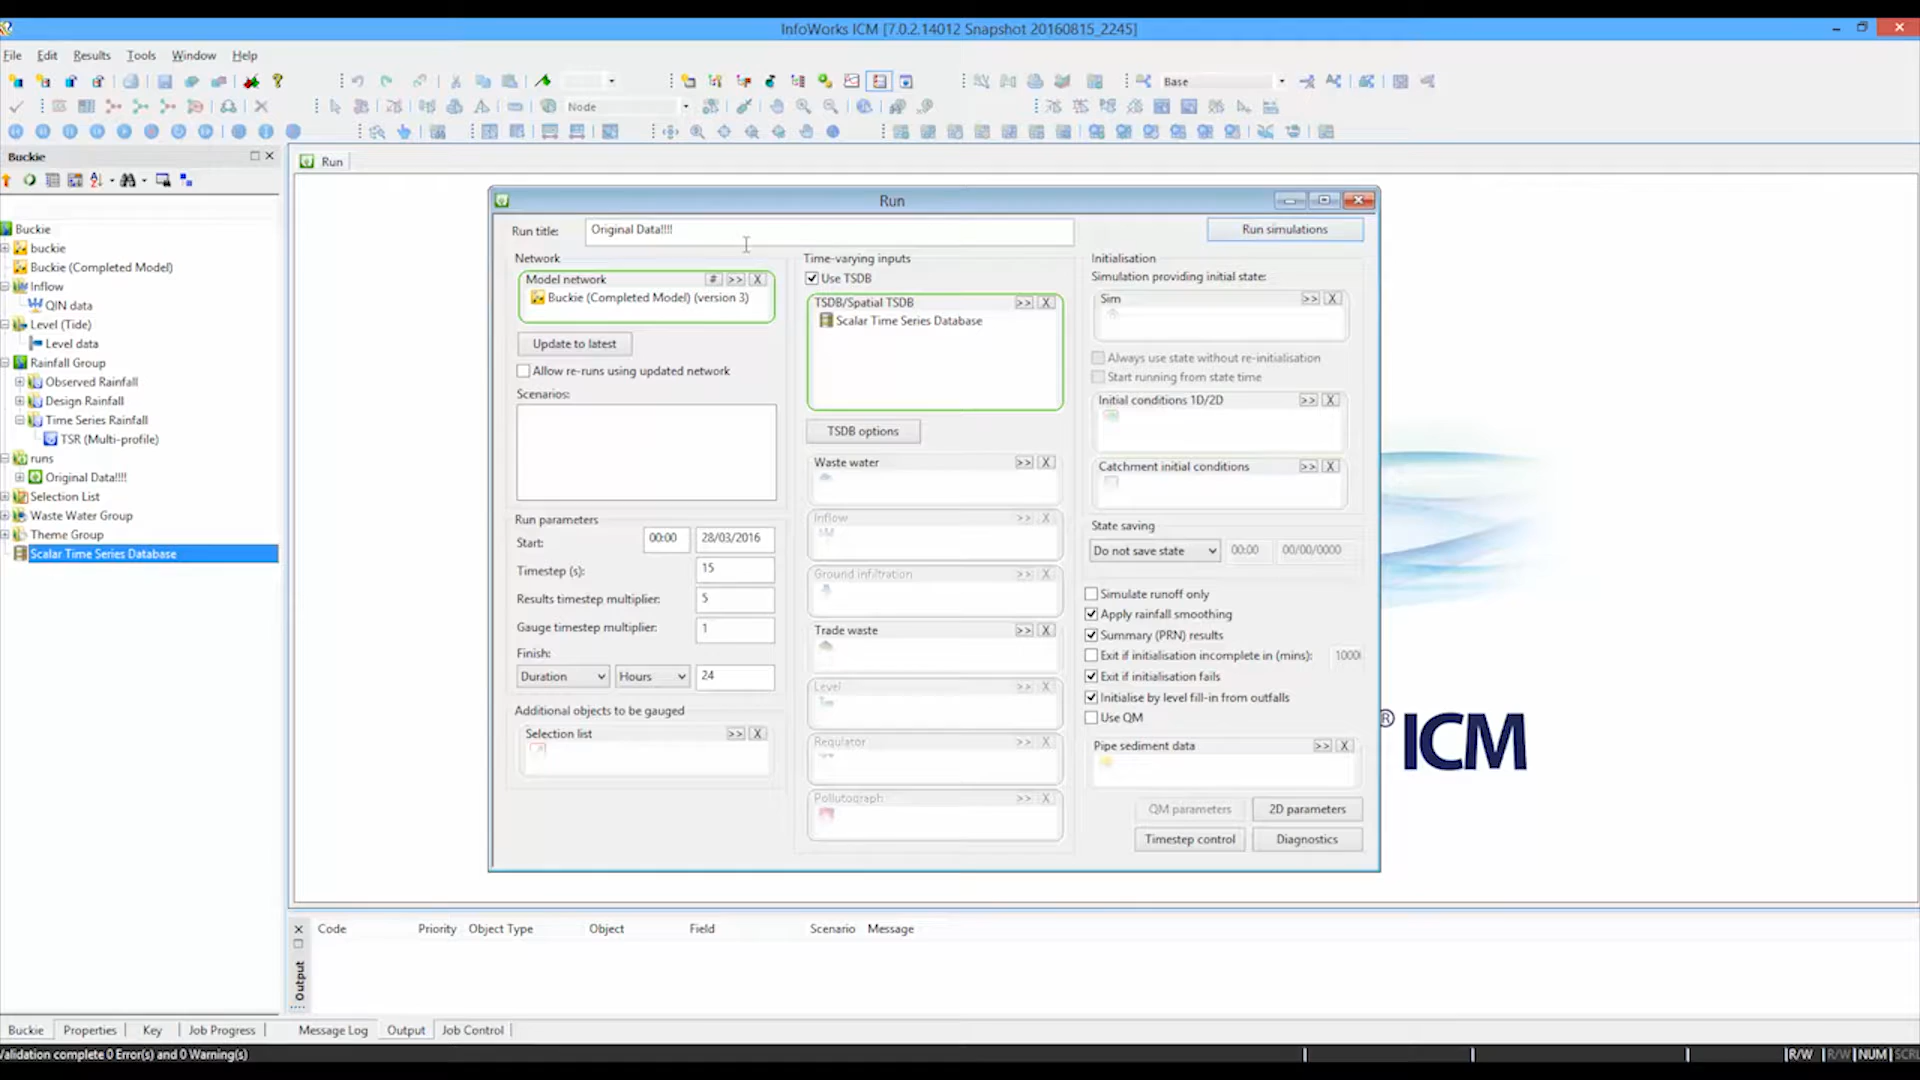 InfoWorks ICM [7.0.2.14012 Snapshot 20160815_2245]
File Edit Results Tools Window Help
Base
Node
Buckie
Run
Buckie
buckie
Buckie (Completed Model)
Inflow
QIN data
Level (Tide)
Level data
Rainfall Group
Observed Rainfall
Design Rainfall
Time Series Rainfall
TSR (Multi-profile)
runs
Original Data!!!!
Selection List
Waste Water Group
Theme Group
Scalar Time Series Database
Run
Run title: Original Data!!!!
Run simulations
Network
Model network # >> X
Buckie (Completed Model) (version 3)
Update to latest
Allow re-runs using updated network
Scenarios:
Run parameters
Start: 00:00 28/03/2016
Timestep (s): 15
Results timestep multiplier: 5
Gauge timestep multiplier: 1
Finish:
Duration Hours 24
Additional objects to be gauged
Selection list >> X
Time-varying inputs
Use TSDB
TSDB/Spatial TSDB >> X
Scalar Time Series Database
TSDB options
Waste water >> X
Inflow >> X
Ground infiltration >> X
Trade waste >> X
Level >> X
Regulator >> X
Pollutograph >> X
Initialisation
Simulation providing initial state:
Sim >> X
Always use state without re-initialisation
Start running from state time
Initial conditions 1D/2D >> X
Catchment initial conditions >> X
State saving
Do not save state 00:00 00/00/0000
Simulate runoff only
Apply rainfall smoothing
Summary (PRN) results
Exit if initialisation incomplete in (mins): 1000
Exit if initialisation fails
Initialise by level fill-in from outfalls
Use QM
Pipe sediment data >> X
QM parameters 2D parameters
Timestep control Diagnostics
® ICM
Code Priority Object Type Object Field Scenario Message
Output
Buckie Properties Key Job Progress Message Log Output Job Control
Validation complete 0 Error(s) and 0 Warning(s)
R/W R/W NUM SCRL